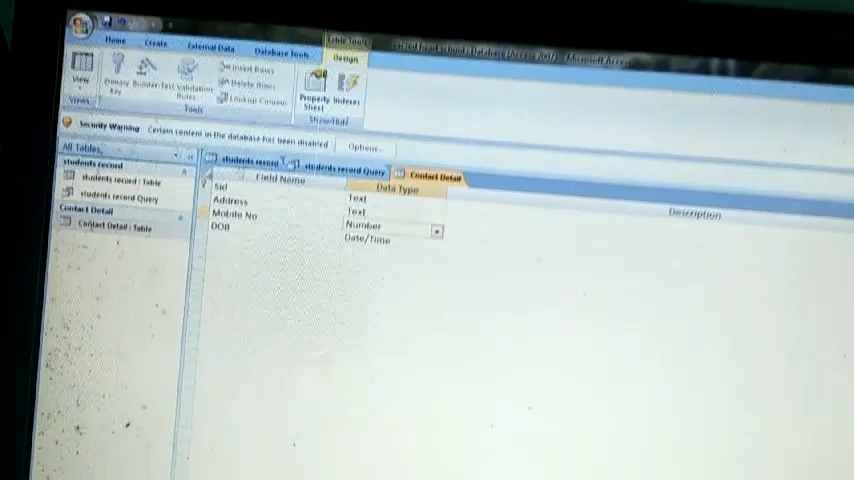 Home Create External Data Database Tools Table Tools
Design
View
Primary
Key
Builder Test Validation
Rules
Insert Rows
Delete Rows
Lookup Column
Property
Sheet
Indexes
Views
Tools
Show/Hide
Security Warning Certain content in the database has been disabled Options...
All Tables
students record
students record : Table
students record Query
Contact Detail
Contact Detail : Table
students record
students record Query
Contact Detail
Field Name Data Type Description
Sid Text
Address Text
Mobile No Number
DOB Date/Time